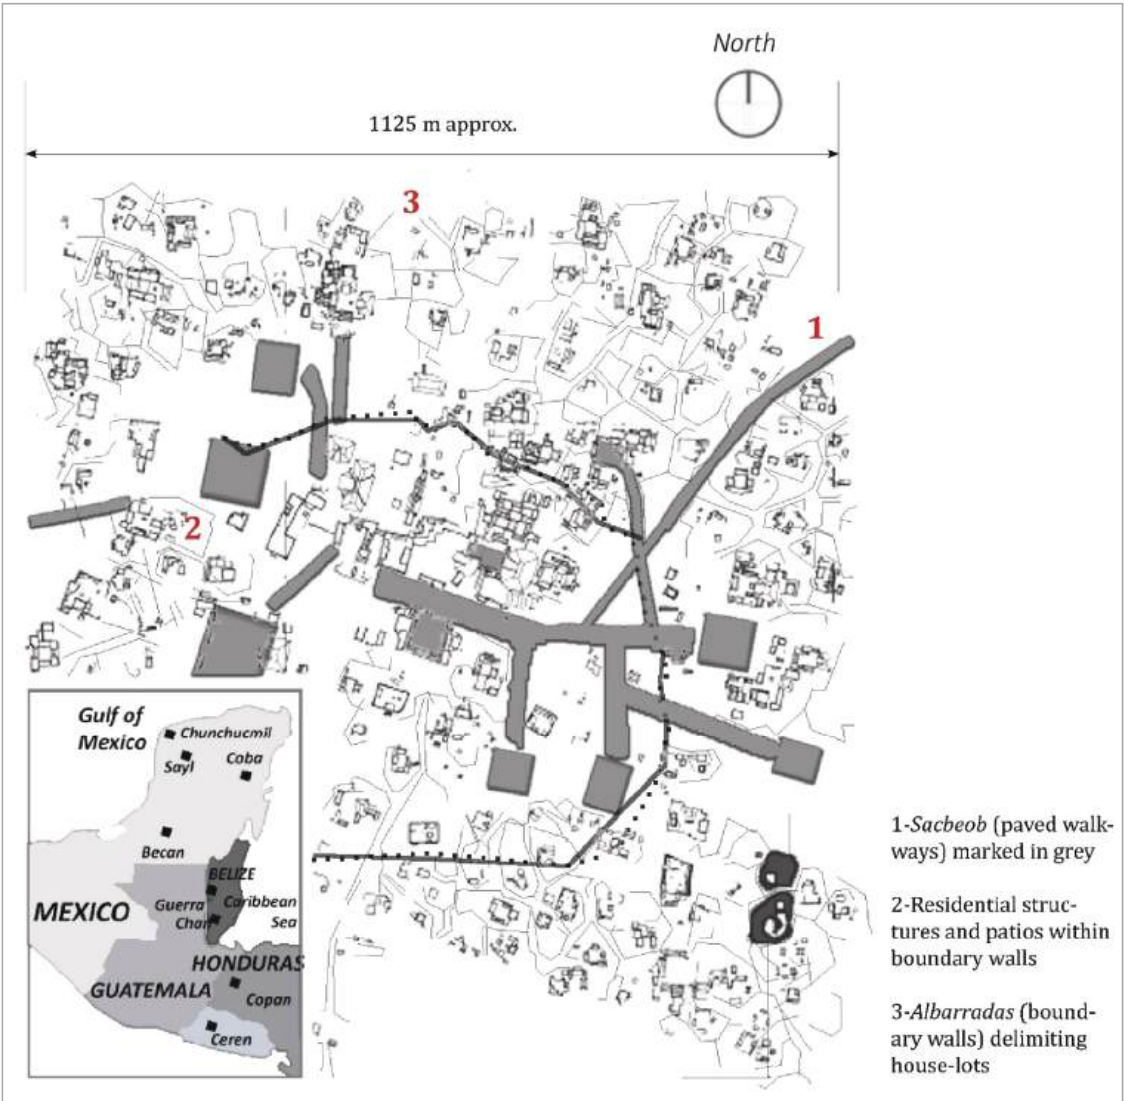 North
1125 m approx.
3
1
2
Gulf of
Mexico
Chunchucmil
Sayl
Coba
Becan
BELIZE
Guerra
Chan
Caribbean
Sea
MEXICO
HONDURAS
GUATEMALA
Copan
Ceren
1-Sacbeob (paved walk-
ways) marked in grey
2-Residential struc-
tures and patios within
boundary walls
3-Albarradas (bound-
ary walls) delimiting
house-lots